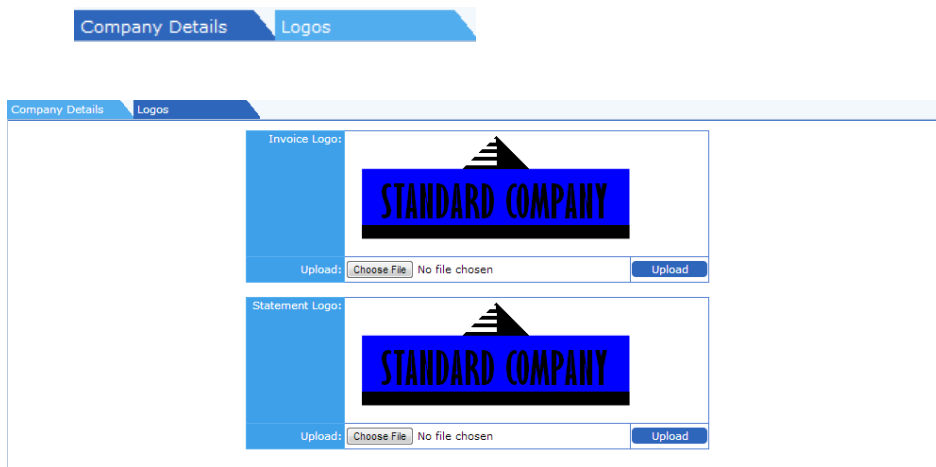 Company Details Logos
Company Details Logos
Invoice Logo:
STANDARD COMPANY
Upload: Choose File No file chosen Upload
Statement Logo:
STANDARD COMPANY
Upload: Choose File No file chosen Upload